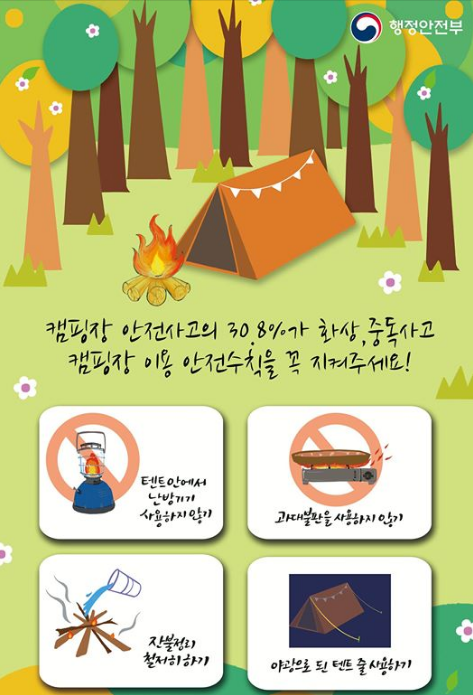 행정안전부
캠핑장 안전사고의 30.8%가 화상,중독사고
캠핑장 이용 안전수칙을 꼭 지켜주세요!
텐트안에서
난방기기
사용하지 않기
과대불판을 사용하지 않기
잔불정리
철저히 하기
야광으로 된 텐트 줄 사용하기